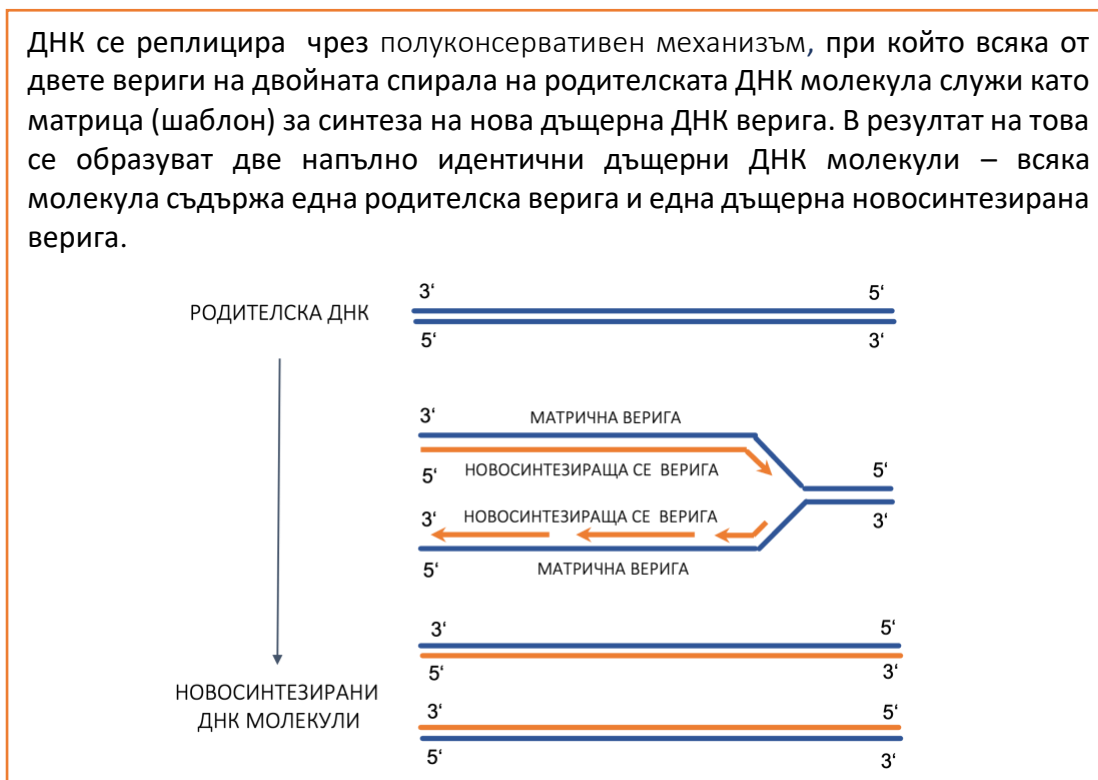 ДНК се реплицира чрез полуконсервативен механизъм, при който всяка от
двете вериги на двойната спирала на родителската ДНК молекула служи като
матрица (шаблон) за синтеза на нова дъщерна ДНК верига. В резултат на това
се образуват две напълно идентични дъщерни ДНК молекули – всяка
молекула съдържа една родителска верига и една дъщерна новосинтезирана
верига.
3‘ 5‘
РОДИТЕЛСКА ДНК
5‘ 3‘
3‘ МАТРИЧНА ВЕРИГА
5‘ НОВОСИНТЕЗИРАЩА СЕ ВЕРИГА 5‘
3‘ НОВОСИНТЕЗИРАЩА СЕ ВЕРИГА 3‘
5‘ МАТРИЧНА ВЕРИГА
3‘ 5‘
5‘ 3‘
НОВОСИНТЕЗИРАНИ
ДНК МОЛЕКУЛИ
3‘ 5‘
5‘ 3‘